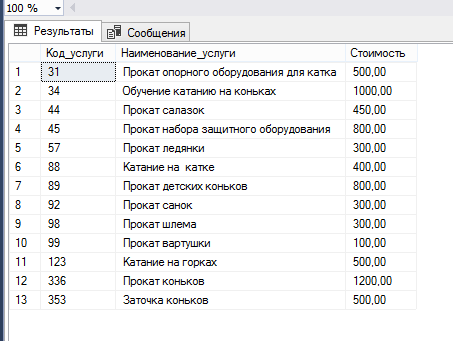 100 %
Результаты Сообщения
Код_услуги Наименование_услуги Стоимость
1 31 Прокат опорного оборудования для катка 500,00
2 34 Обучение катанию на коньках 1000,00
3 44 Прокат салазок 450,00
4 45 Прокат набора защитного оборудования 800,00
5 57 Прокат ледянки 300,00
6 88 Катание на катке 400,00
7 89 Прокат детских коньков 800,00
8 92 Прокат санок 300,00
9 98 Прокат шлема 300,00
10 99 Прокат вартушки 100,00
11 123 Катание на горках 500,00
12 336 Прокат коньков 1200,00
13 353 Заточка коньков 500,00